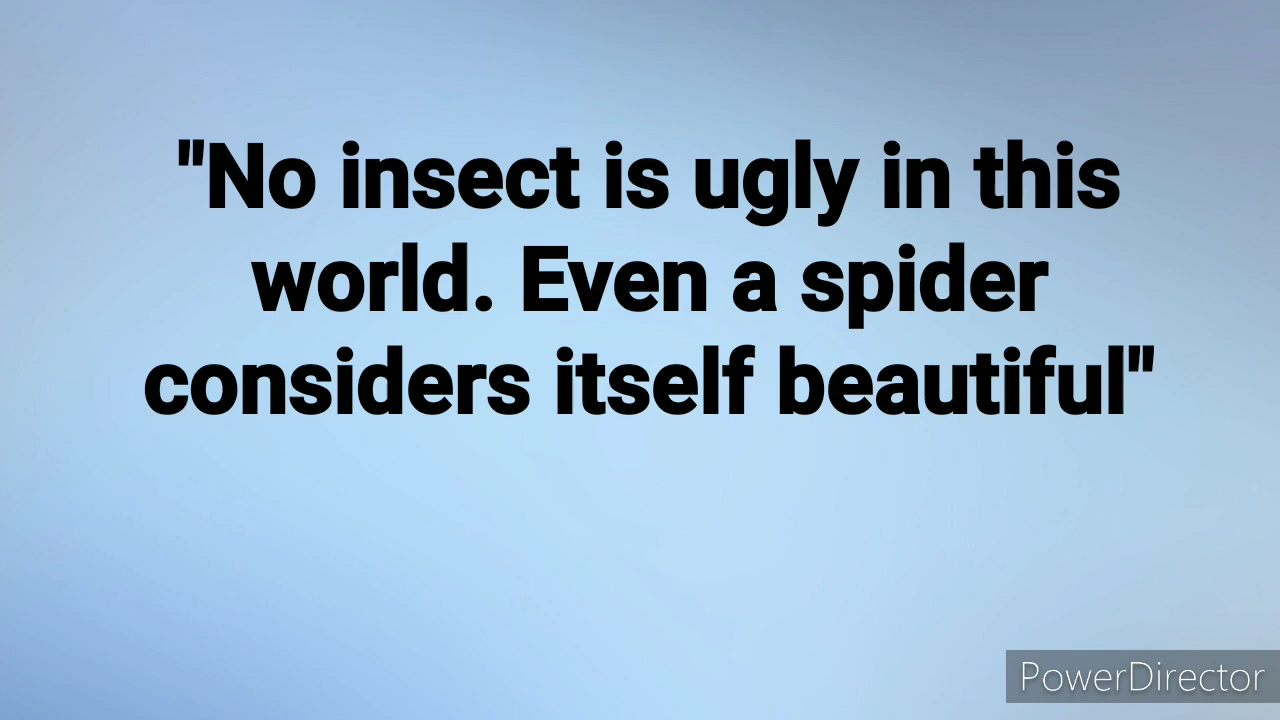 "No insect is ugly in this
world. Even a spider
considers itself beautiful"
PowerDirector